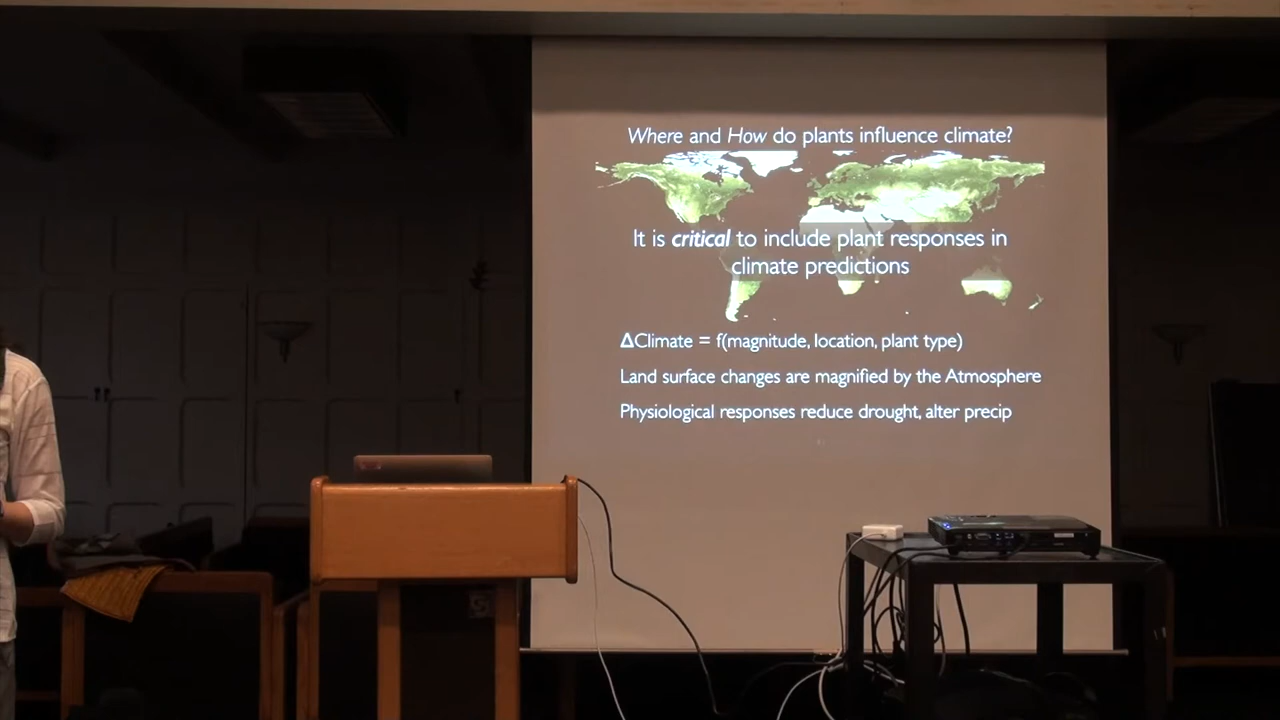 Where and How do plants influence climate?
It is critical to include plant responses in
climate predictions
ΔClimate = f(magnitude, location, plant type)
Land surface changes are magnified by the Atmosphere
Physiological responses reduce drought, alter precip